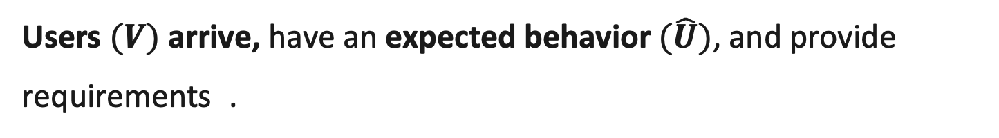 Users (V) arrive, have an expected behavior (Û), and provide
requirements .